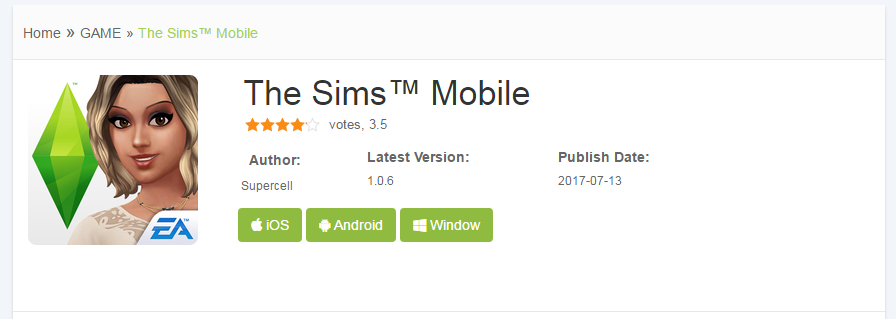 Home » GAME » The Sims™ Mobile
The Sims™ Mobile
votes, 3.5
Author: Latest Version: Publish Date:
Supercell 1.0.6 2017-07-13
iOS Android Window
EA™